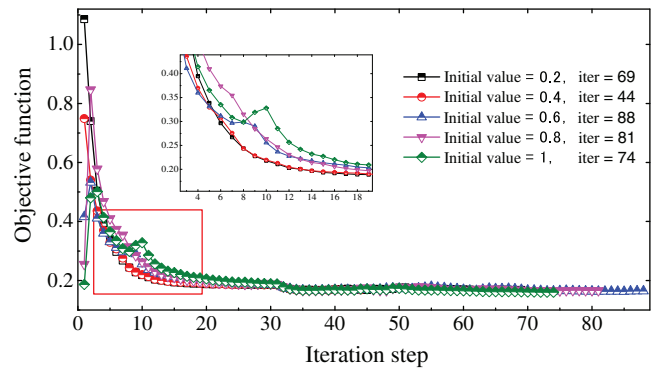 Objective function
1.0
0.8
0.6
0.4
0.2
0 10 20 30 40 50 60 70 80
Iteration step
0.40
0.35
0.30
0.25
0.20
4 6 8 10 12 14 16 18
Initial value = 0.2, iter = 69
Initial value = 0.4, iter = 44
Initial value = 0.6, iter = 88
Initial value = 0.8, iter = 81
Initial value = 1, iter = 74